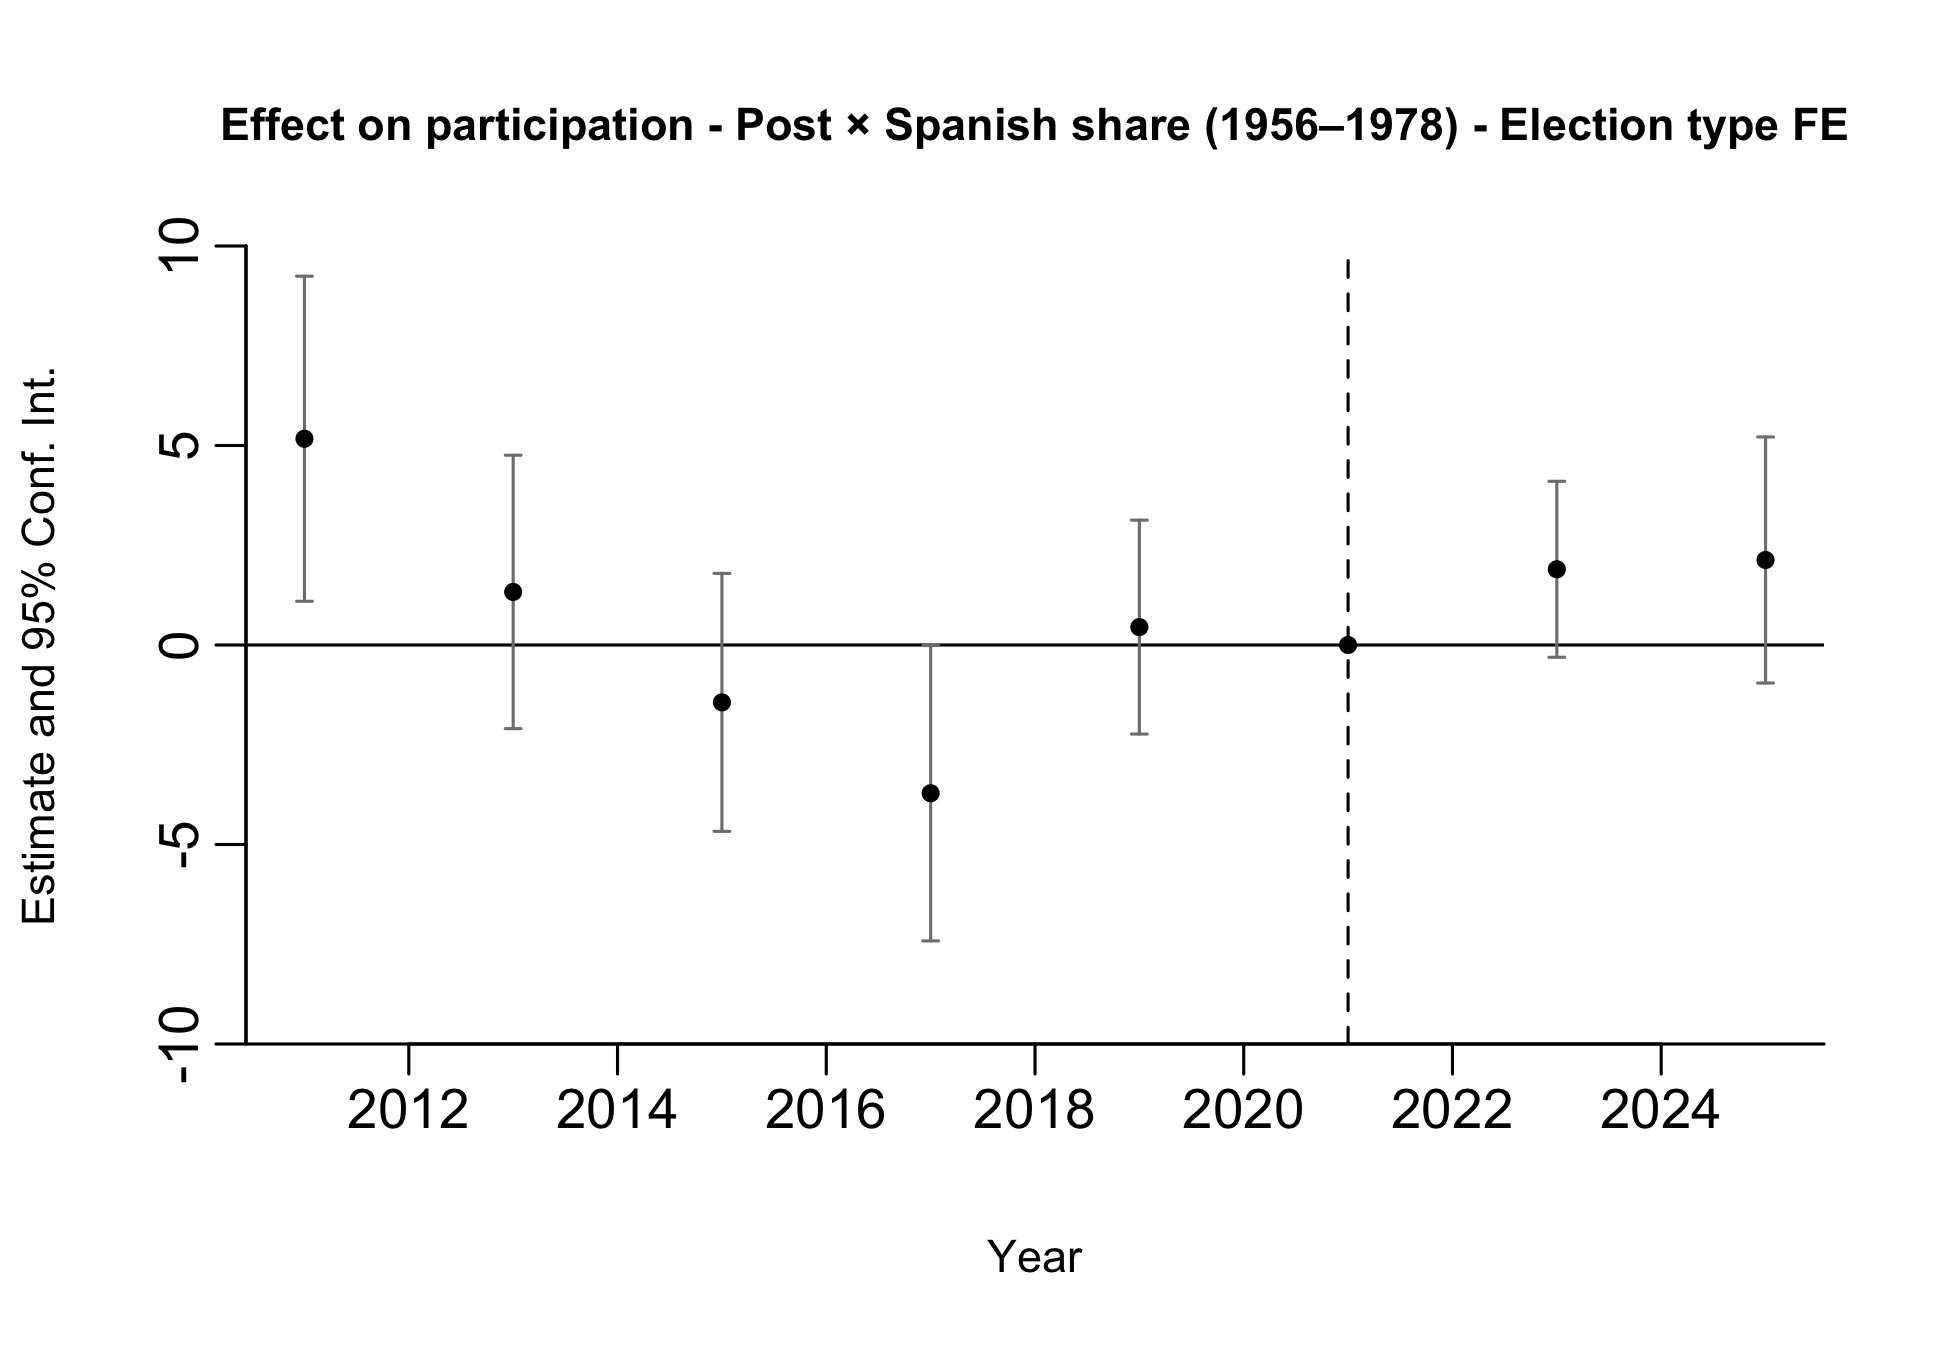 Effect on participation - Post × Spanish share (1956–1978) - Election type FE
Estimate and 95% Conf. Int.
10
5
0
-5
-10
2012 2014 2016 2018 2020 2022 2024
Year